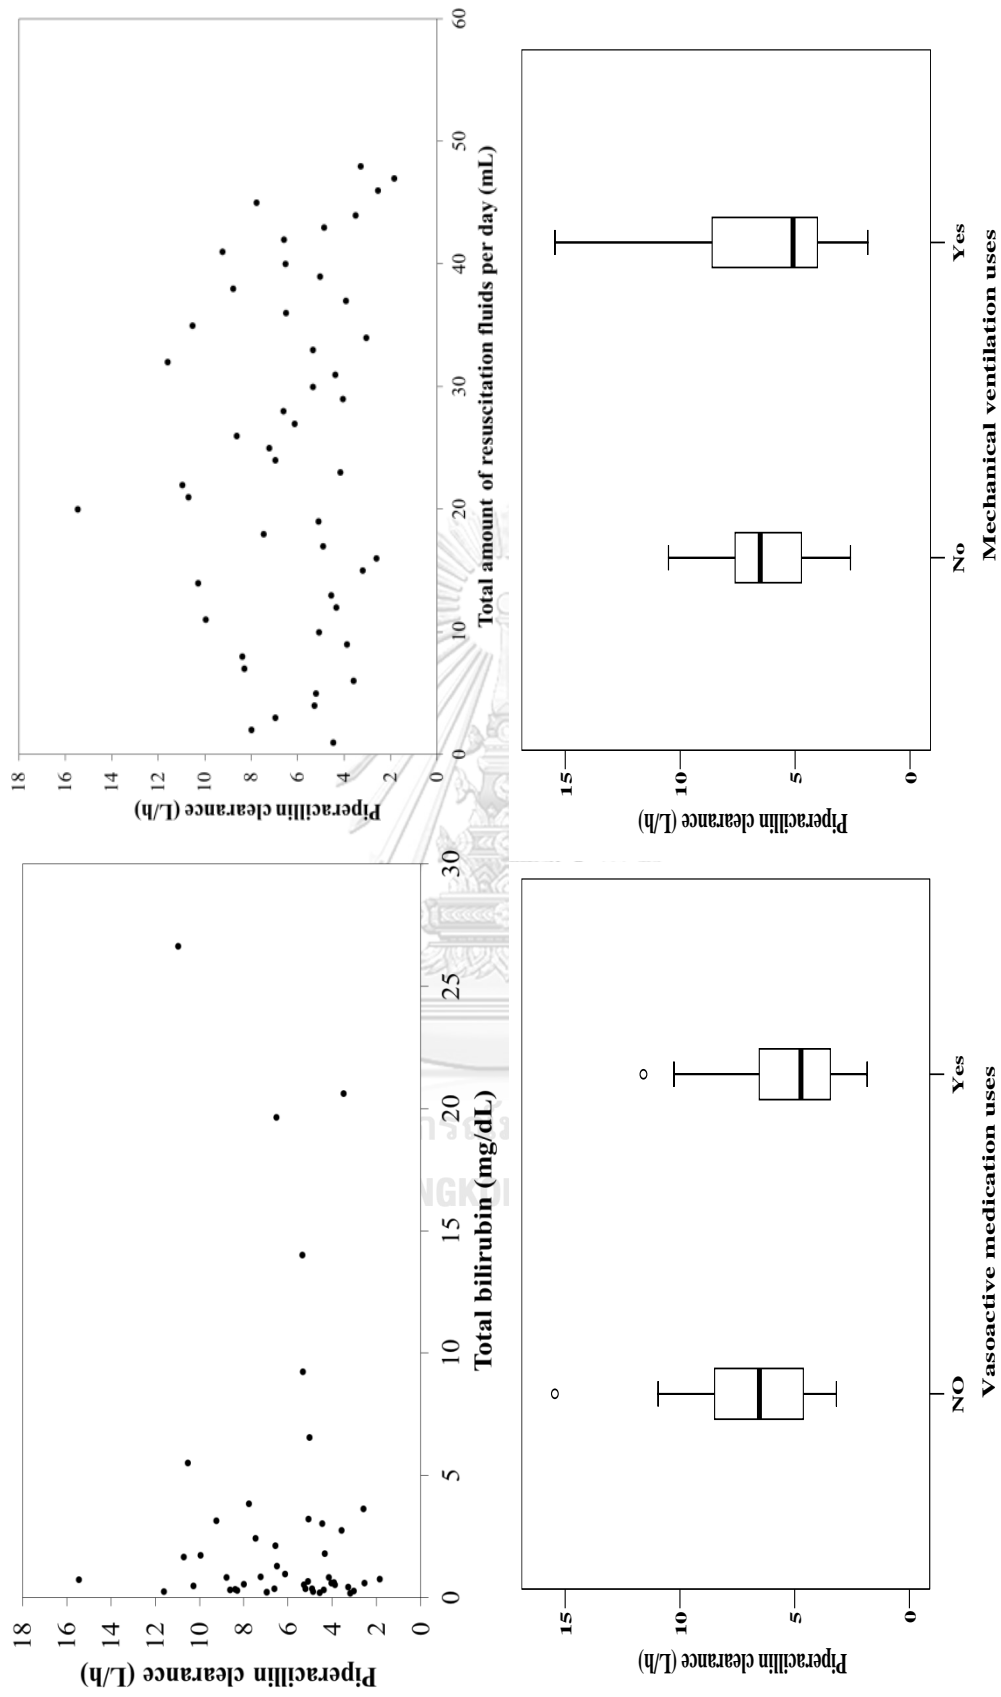 Piperacillin clearance (L/h)
18
16
14
12
10
8
6
4
2
0
0 5 10 15 20 25 30
Total bilirubin (mg/dL)
Piperacillin clearance (L/h)
18
16
14
12
10
8
6
4
2
0
0 10 20 30 40 50 60
Total amount of resuscitation fluids per day (mL)
Piperacillin clearance (L/h)
15
10
5
0
NO Yes
Vasoactive medication uses
Piperacillin clearance (L/h)
15
10
5
0
No Yes
Mechanical ventilation uses